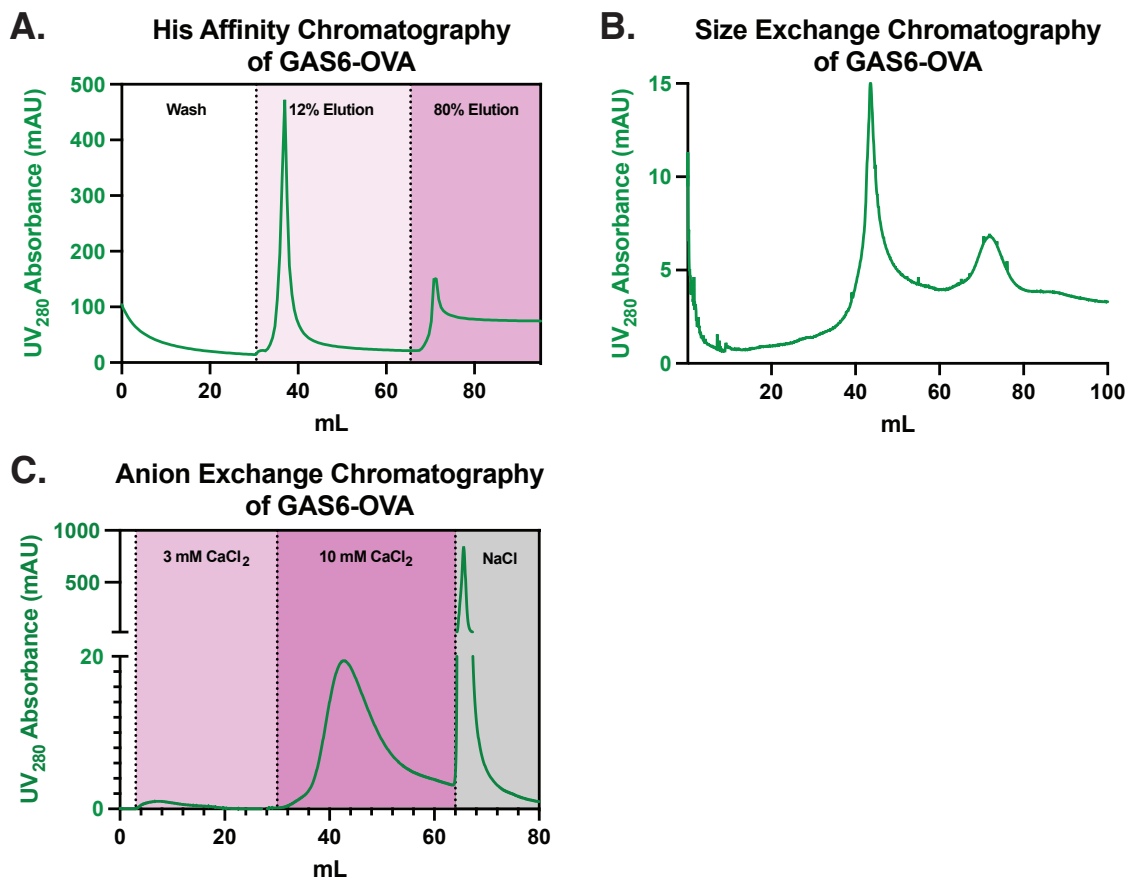 A.
His Affinity Chromatography
of GAS6-OVA
UV280 Absorbance (mAU)
500
400
300
200
100
0
Wash
12% Elution
80% Elution
0 20 40 60 80
mL
B.
Size Exchange Chromatography
of GAS6-OVA
UV280 Absorbance (mAU)
15
10
5
0
20 40 60 80 100
mL
C.
Anion Exchange Chromatography
of GAS6-OVA
UV280 Absorbance (mAU)
1000
500
20
0
3 mM CaCl2
10 mM CaCl2
NaCl
0 20 40 60 80
mL